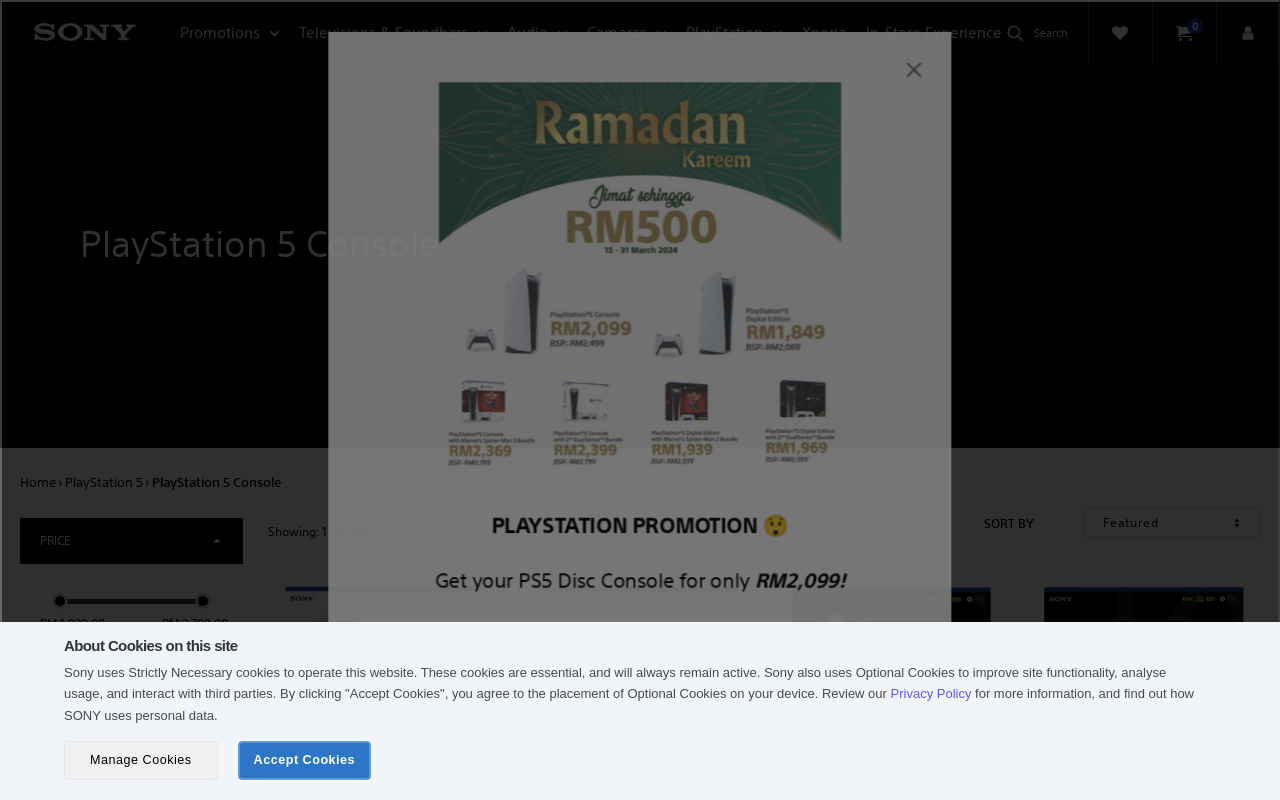 SONY
Promotions
Televisions & Soundbars
Audio
Cameras
PlayStation
Xperia
In-Store Experience
Search
0
PlayStation 5 Console
Ramadan
Kareem
Jimat sehingga
RM500
15 - 31 March 2024
PlayStation®5 Console
RM2,099
RSP: RM2,499
PlayStation®5
Digital Edition
RM1,849
RSP: RM2,069
PlayStation®5 Console
with Marvel's Spider-Man 2 Bundle
RM2,369
RSP: RM2,769
PlayStation®5 Console
with 2nd DualSense™ Bundle
RM2,399
RSP: RM2,799
PlayStation®5 Digital Edition
with Marvel's Spider-Man 2 Bundle
RM1,939
PlayStation®5 Digital Edition
with 2nd DualSense™ Bundle
RM1,969
Home › PlayStation 5 › PlayStation 5 Console
PRICE
Showing: 1
SORT BY
Featured
PLAYSTATION PROMOTION 😲
Get your PS5 Disc Console for only RM2,099!
SONY
SONY
About Cookies on this site
Sony uses Strictly Necessary cookies to operate this website. These cookies are essential, and will always remain active. Sony also uses Optional Cookies to improve site functionality, analyse
usage, and interact with third parties. By clicking "Accept Cookies", you agree to the placement of Optional Cookies on your device. Review our Privacy Policy for more information, and find out how
SONY uses personal data.
Manage Cookies
Accept Cookies